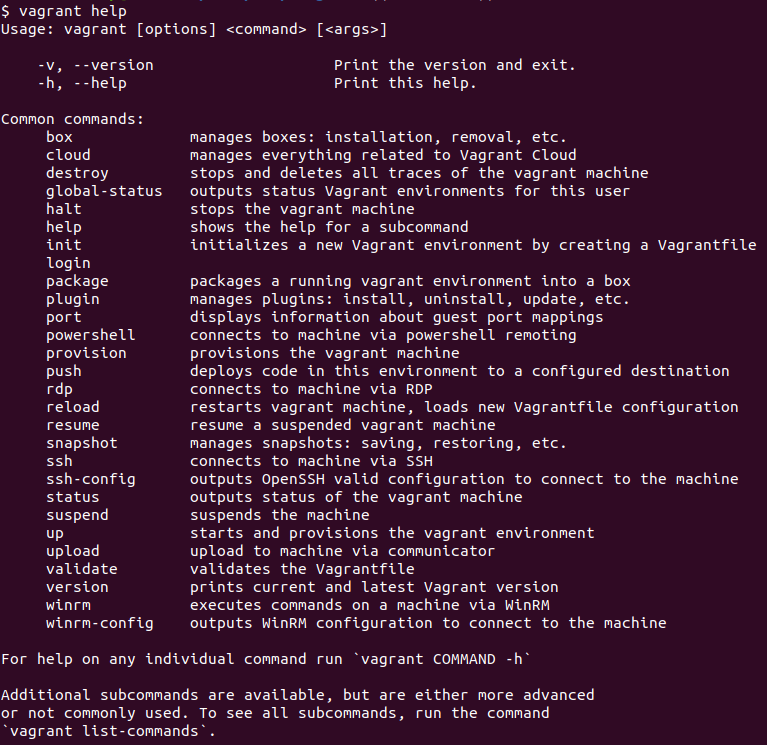 $ vagrant help
Usage: vagrant [options] <command> [<args>]

    -v, --version                    Print the version and exit.
    -h, --help                       Print this help.

Common commands:
     box             manages boxes: installation, removal, etc.
     cloud           manages everything related to Vagrant Cloud
     destroy         stops and deletes all traces of the vagrant machine
     global-status   outputs status Vagrant environments for this user
     halt            stops the vagrant machine
     help            shows the help for a subcommand
     init            initializes a new Vagrant environment by creating a Vagrantfile
     login
     package         packages a running vagrant environment into a box
     plugin          manages plugins: install, uninstall, update, etc.
     port            displays information about guest port mappings
     powershell      connects to machine via powershell remoting
     provision       provisions the vagrant machine
     push            deploys code in this environment to a configured destination
     rdp             connects to machine via RDP
     reload          restarts vagrant machine, loads new Vagrantfile configuration
     resume          resume a suspended vagrant machine
     snapshot        manages snapshots: saving, restoring, etc.
     ssh             connects to machine via SSH
     ssh-config      outputs OpenSSH valid configuration to connect to the machine
     status          outputs status of the vagrant machine
     suspend         suspends the machine
     up              starts and provisions the vagrant environment
     upload          upload to machine via communicator
     validate        validates the Vagrantfile
     version         prints current and latest Vagrant version
     winrm           executes commands on a machine via WinRM
     winrm-config    outputs WinRM configuration to connect to the machine

For help on any individual command run `vagrant COMMAND -h`

Additional subcommands are available, but are either more advanced
or not commonly used. To see all subcommands, run the command
`vagrant list-commands`.